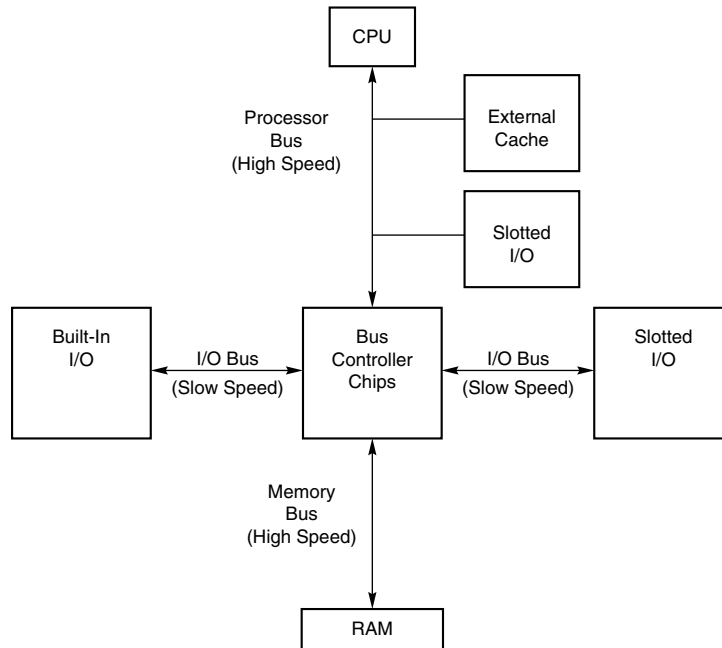 CPU
Processor
Bus
(High Speed)
External
Cache
Slotted
I/O
Built-In
I/O
I/O Bus
(Slow Speed)
Bus
Controller
Chips
I/O Bus
(Slow Speed)
Slotted
I/O
Memory
Bus
(High Speed)
RAM